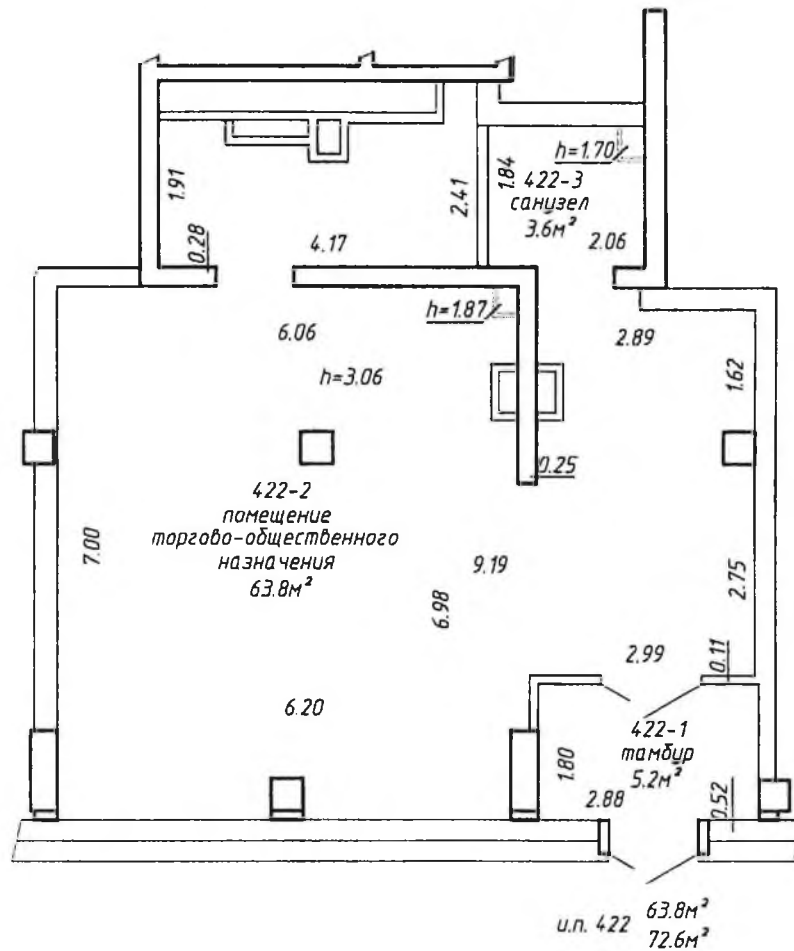 h=1.70
1.91
2.41
1.84
422-3
санузел
3.6м²
0.28
4.17
2.06
h=1.87
6.06
2.89
h=3.06
1.62
0.25
422-2
помещение
торгово-общественного
назначения
63.8м²
7.00
9.19
6.98
2.75
2.99
0.11
6.20
422-1
тамбур
5.2м²
1.80
2.88
0.52
и.п. 422
63.8м²
72.6м²